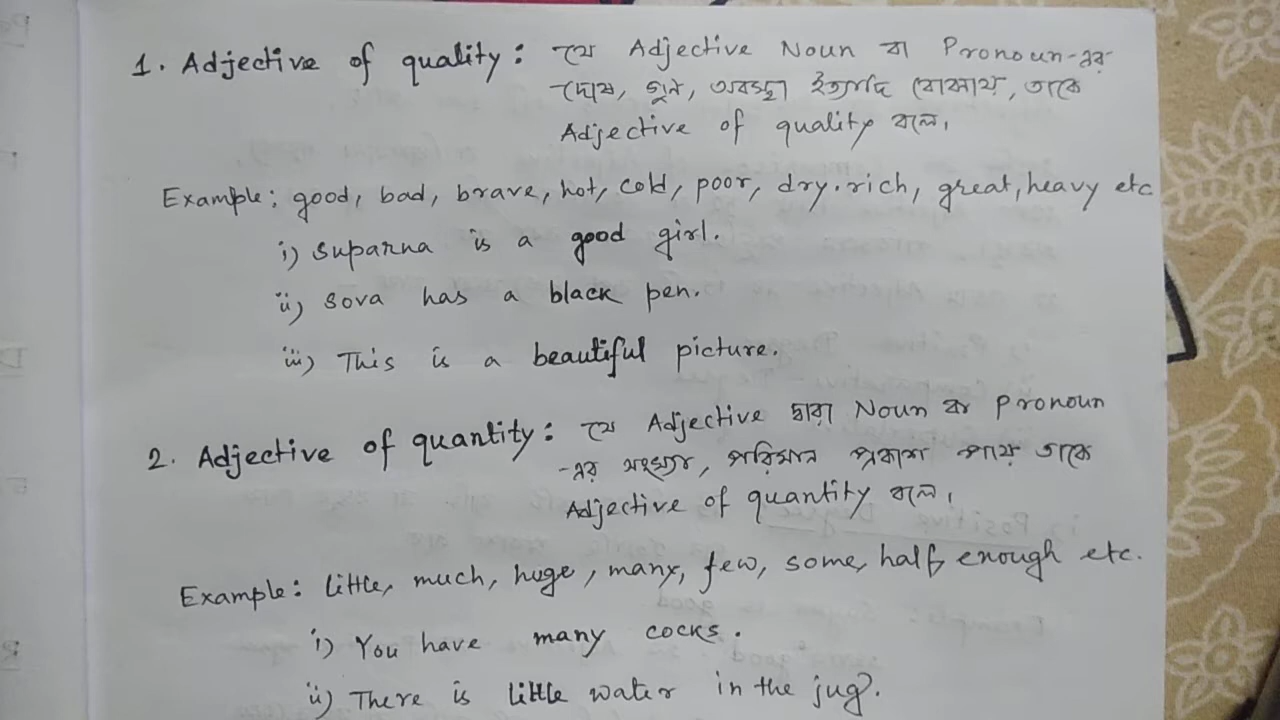 1. Adjective of quality: যে Adjective Noun বা Pronoun-এর
দোষ, গুন, অবস্থা ইত্যাদি বোঝায়, তাকে
Adjective of quality বলে।
Example: good, bad, brave, hot, cold, poor, dry. rich, great, heavy etc
i) Suparna is a good girl.
ii) Sova has a black pen.
iii) This is a beautiful picture.
2. Adjective of quantity: যে Adjective দ্বারা Noun বা Pronoun
-এর সংখ্যার, পরিমান প্রকাশ পায় তাকে
Adjective of quantity বলে।
Example: little, much, huge, many, few, some, half, enough etc.
i) You have many cocks.
ii) There is little water in the jug.